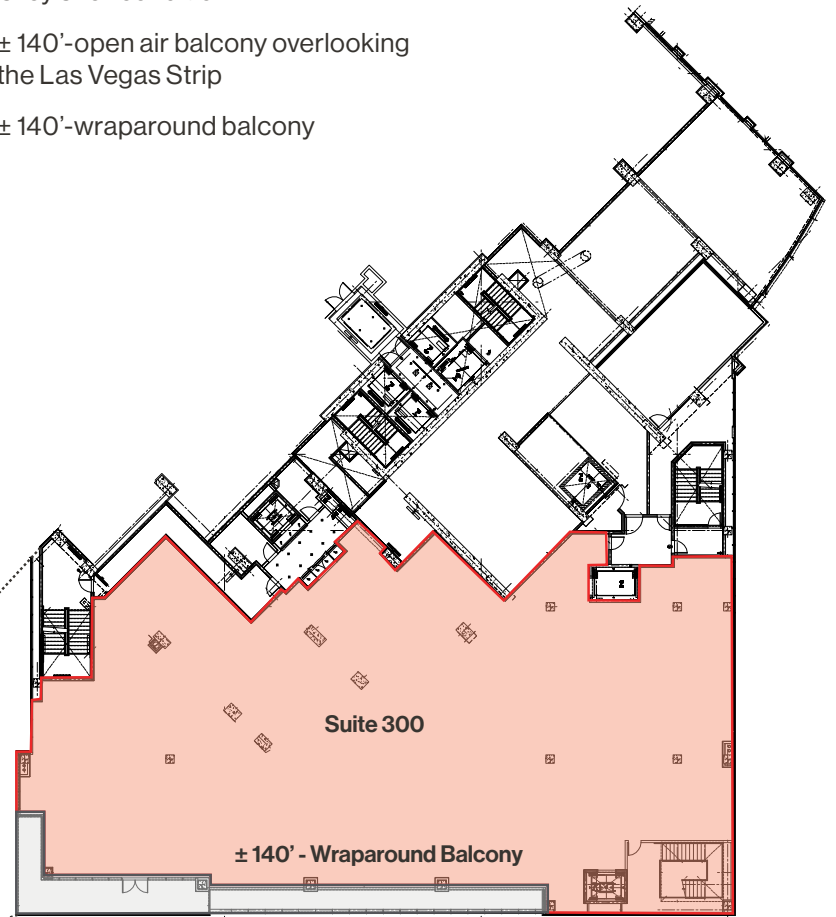 ± 140’-open air balcony overlooking
the Las Vegas Strip
± 140’-wraparound balcony
Suite 300
± 140’ - Wraparound Balcony